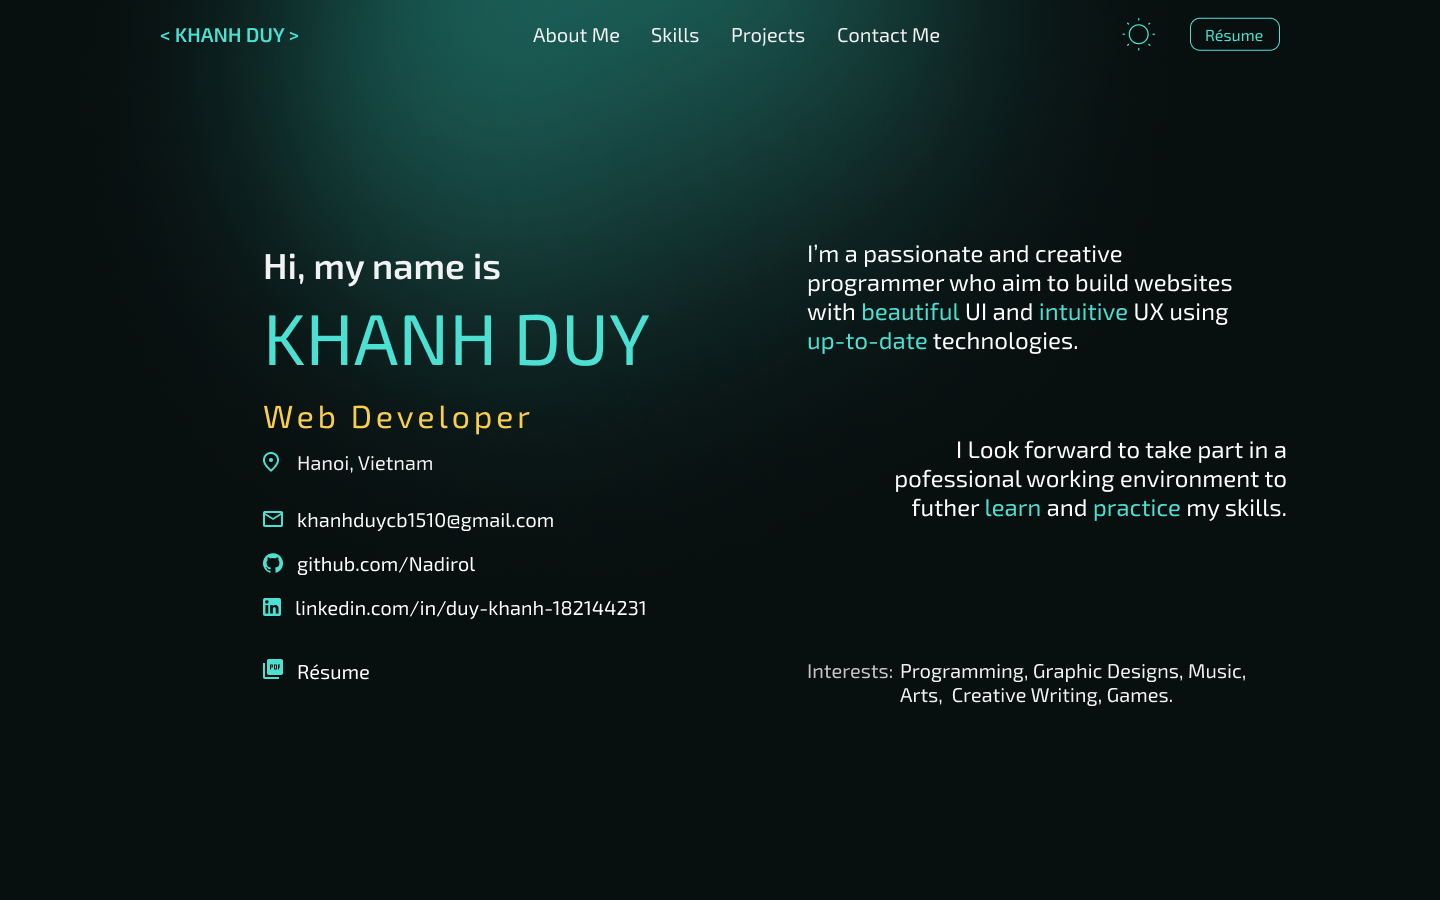 < KHANH DUY >
About Me
Skills
Projects
Contact Me
Résume
Hi, my name is
KHANH DUY
Web Developer
Hanoi, Vietnam
khanhduycb1510@gmail.com
github.com/Nadirol
linkedin.com/in/duy-khanh-182144231
PDF
Résume
I’m a passionate and creative
programmer who aim to build websites
with beautiful UI and intuitive UX using
up-to-date technologies.
I Look forward to take part in a
pofessional working environment to
futher learn and practice my skills.
Interests: Programming, Graphic Designs, Music,
Arts, Creative Writing, Games.